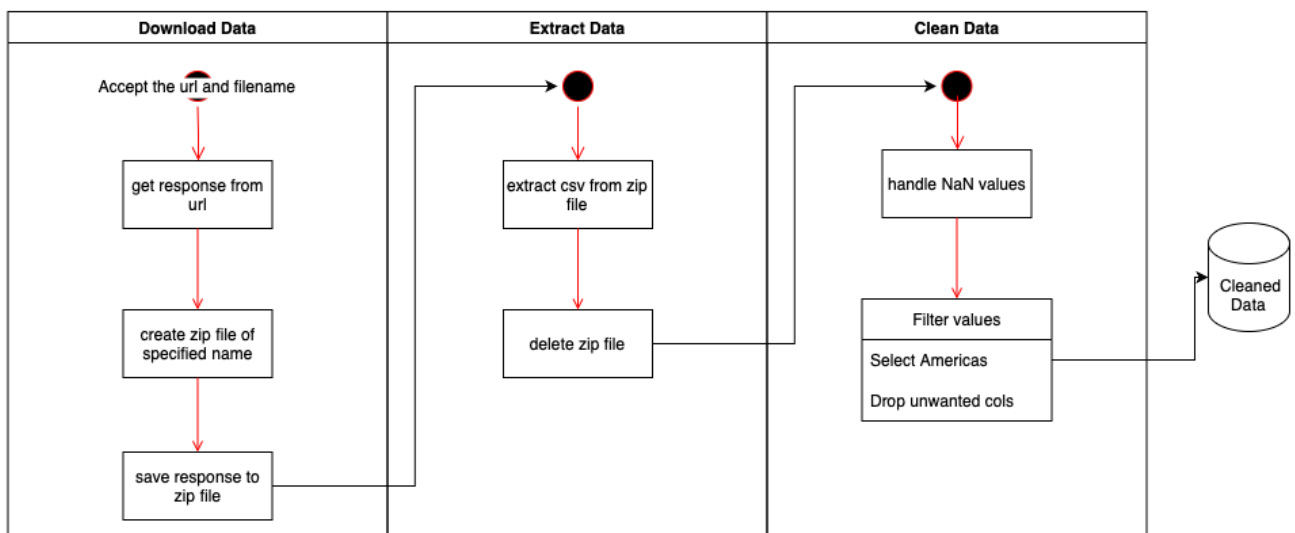 Download Data
Extract Data
Clean Data
Accept the url and filename
get response from
url
create zip file of
specified name
save response to
zip file
extract csv from zip
file
delete zip file
handle NaN values
Filter values
Select Americas
Drop unwanted cols
Cleaned
Data